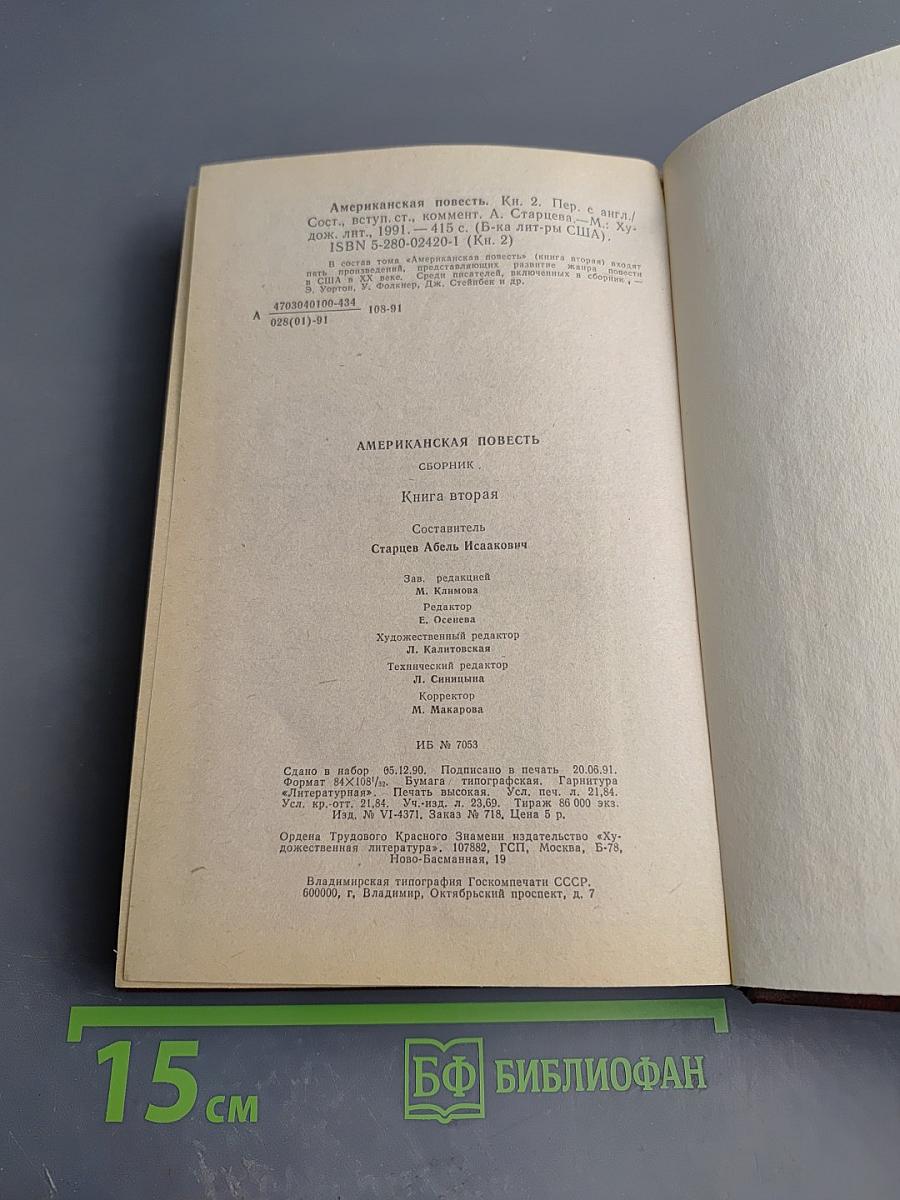 Американская повесть. Кн. 2. Пер. с англ./
Сост., вступ. ст., коммент. А. Старцева.—М.: Ху-
дож. лит., 1991. — 415 с. (Б-ка лит-ры США).
ISBN 5-280-02420-1 (Кн. 2)
В состав тома «Американская повесть» (книга вторая) входят
пять произведений, представляющих развитие жанра повести
в США в XX веке. Среди писателей, включенных в сборник, —
Э. Уортон, У. Фолкнер, Дж. Стейнбек и др.
А 4703040100-434 108-91
028(01)-91
АМЕРИКАНСКАЯ ПОВЕСТЬ
СБОРНИК
Книга вторая
Составитель
Старцев Абель Исаакович
Зав. редакцией
М. Климова
Редактор
Е. Осенева
Художественный редактор
Л. Калитовская
Технический редактор
Л. Синицына
Корректор
М. Макарова
ИБ № 7053
Сдано в набор 05.12.90. Подписано в печать 20.06.91.
Формат 84×108¹/₃₂. Бумага типографская. Гарнитура
«Литературная». Печать высокая. Усл. печ. л. 21,84.
Усл. кр.-отт. 21,84. Уч.-изд. л. 23,69. Тираж 86 000 экз.
Изд. № VI-4371. Заказ № 718. Цена 5 р.
Ордена Трудового Красного Знамени издательство «Ху-
дожественная литература». 107882, ГСП, Москва, Б-78,
Ново-Басманная, 19
Владимирская типография Госкомпечати СССР.
600000, г, Владимир, Октябрьский проспект, д. 7
15 см
БФ БИБЛИОФАН